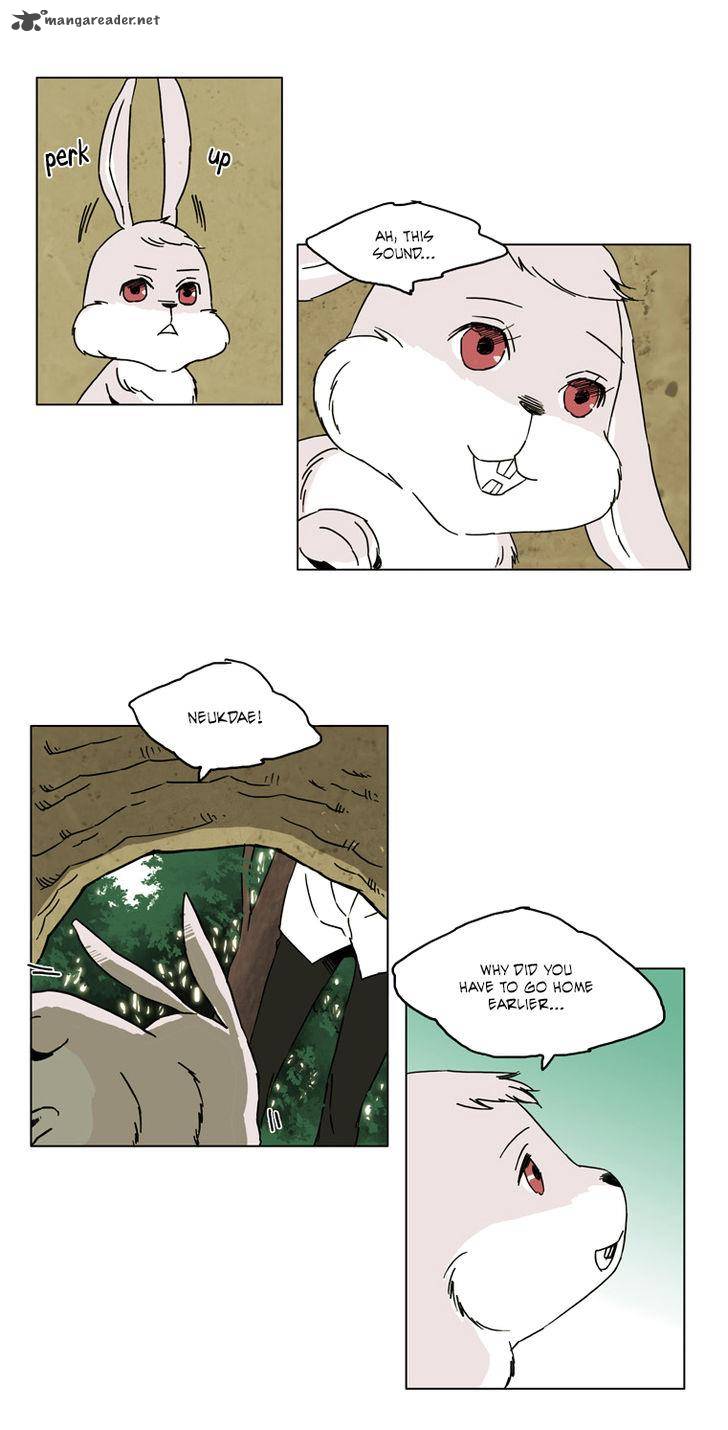 mangareader.net
perk up
AH, THIS
SOUND...
NEUKDAE!
WHY DID YOU
HAVE TO GO HOME
EARLIER...